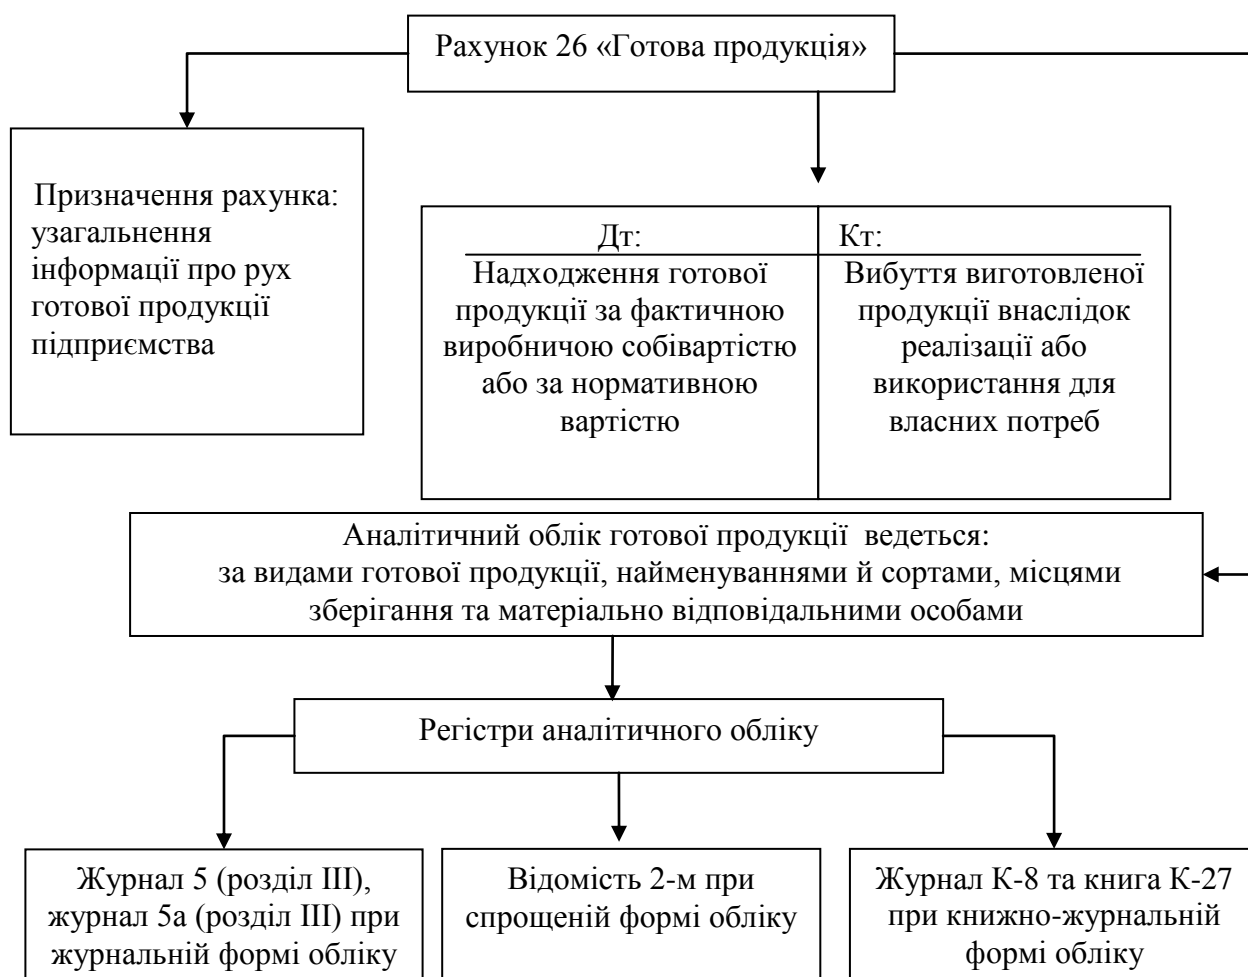 Рахунок 26 «Готова продукція»
Призначення рахунка:
узагальнення
інформації про рух
готової продукції
підприємства
Дт:
Надходження готової
продукції за фактичною
виробничою собівартістю
або за нормативною
вартістю
Кт:
Вибуття виготовленої
продукції внаслідок
реалізації або
використання для
власних потреб
Аналітичний облік готової продукції ведеться:
за видами готової продукції, найменуваннями й сортами, місцями
зберігання та матеріально відповідальними особами
Регістри аналітичного обліку
Журнал 5 (розділ III),
журнал 5а (розділ III) при
журнальній формі обліку
Відомість 2-м при
спрощеній формі обліку
Журнал К-8 та книга К-27
при книжно-журнальній
формі обліку